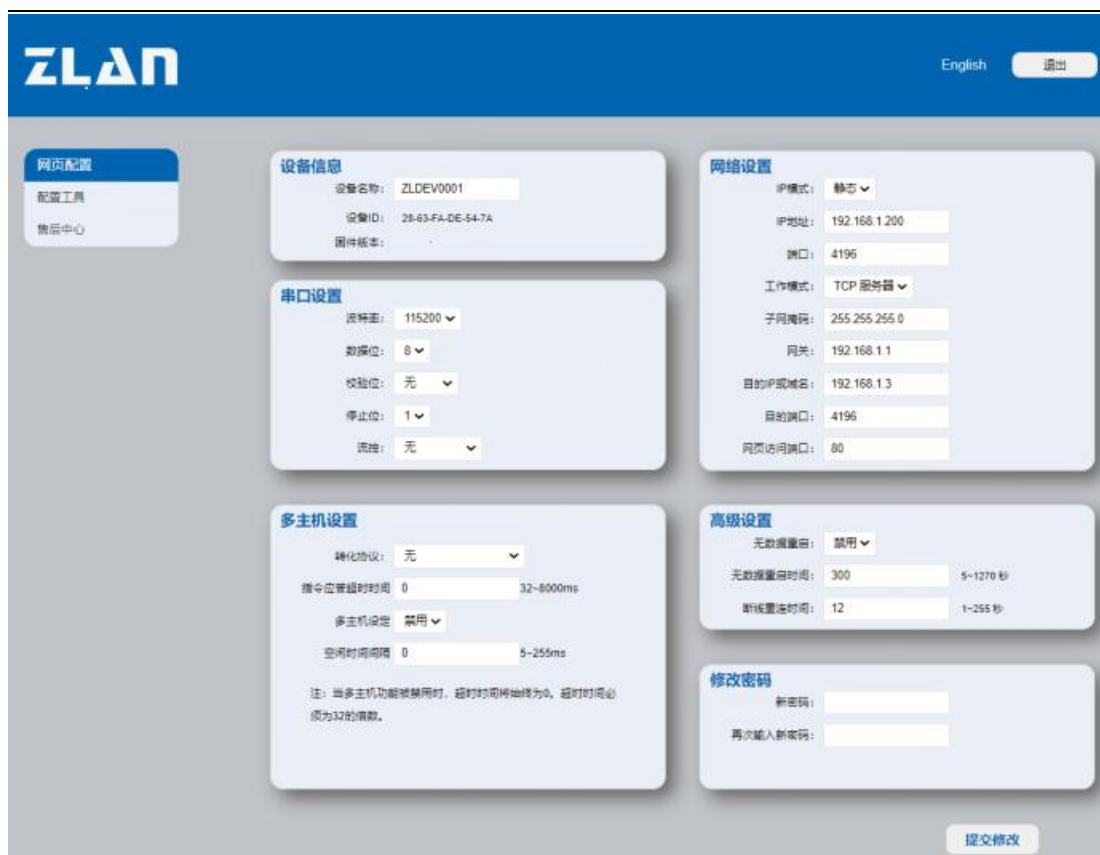 ZLAN
English
退出
网页配置
配置工具
售后中心
设备信息
设备名称: ZLDEV0001
设备ID: 28-63-FA-DE-54-7A
固件版本:
串口设置
波特率: 115200
数据位: 8
校验位: 无
停止位: 1
流控: 无
多主机设置
转化协议: 无
指令应答超时时间 0 32~8000ms
多主机设定 禁用
空闲时间间隔 0 5~255ms
注: 当多主机功能被禁用时, 超时时间将始终为0。超时时间必
须为32的倍数。
网络设置
IP模式: 静态
IP地址: 192.168.1.200
端口: 4196
工作模式: TCP 服务器
子网掩码: 255.255.255.0
网关: 192.168.1.1
目的IP或域名: 192.168.1.3
目的端口: 4196
网页访问端口: 80
高级设置
无数据重启: 禁用
无数据重启时间: 300 5~1270 秒
断线重连时间: 12 1~255 秒
修改密码
新密码:
再次输入新密码:
提交修改